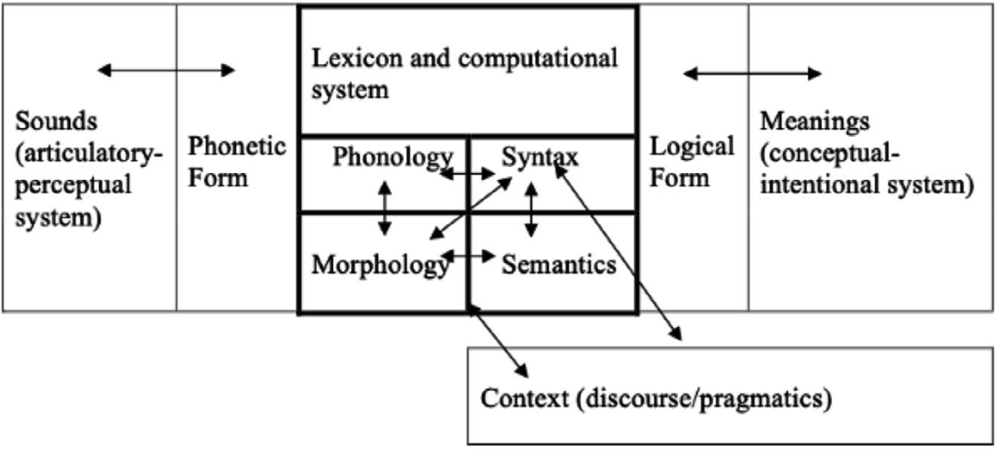 Sounds
(articulatory-
perceptual
system)
Phonetic
Form
Lexicon and computational
system
Phonology
Syntax
Morphology
Semantics
Logical
Form
Meanings
(conceptual-
intentional system)
Context (discourse/pragmatics)